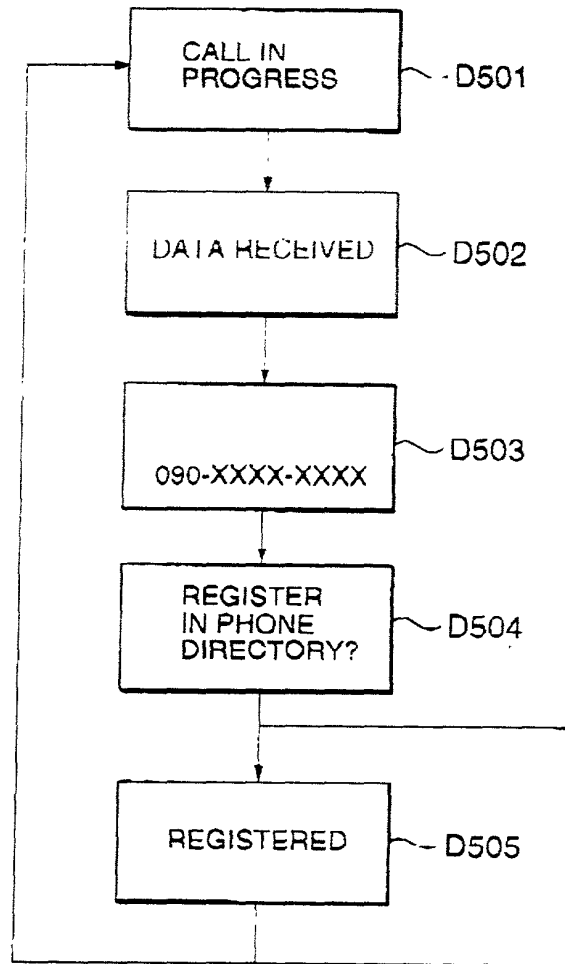 CALL IN
PROGRESS
D501
DATA RECEIVED
D502
090-XXXX-XXXX
D503
REGISTER
IN PHONE
DIRECTORY?
D504
REGISTERED
D505